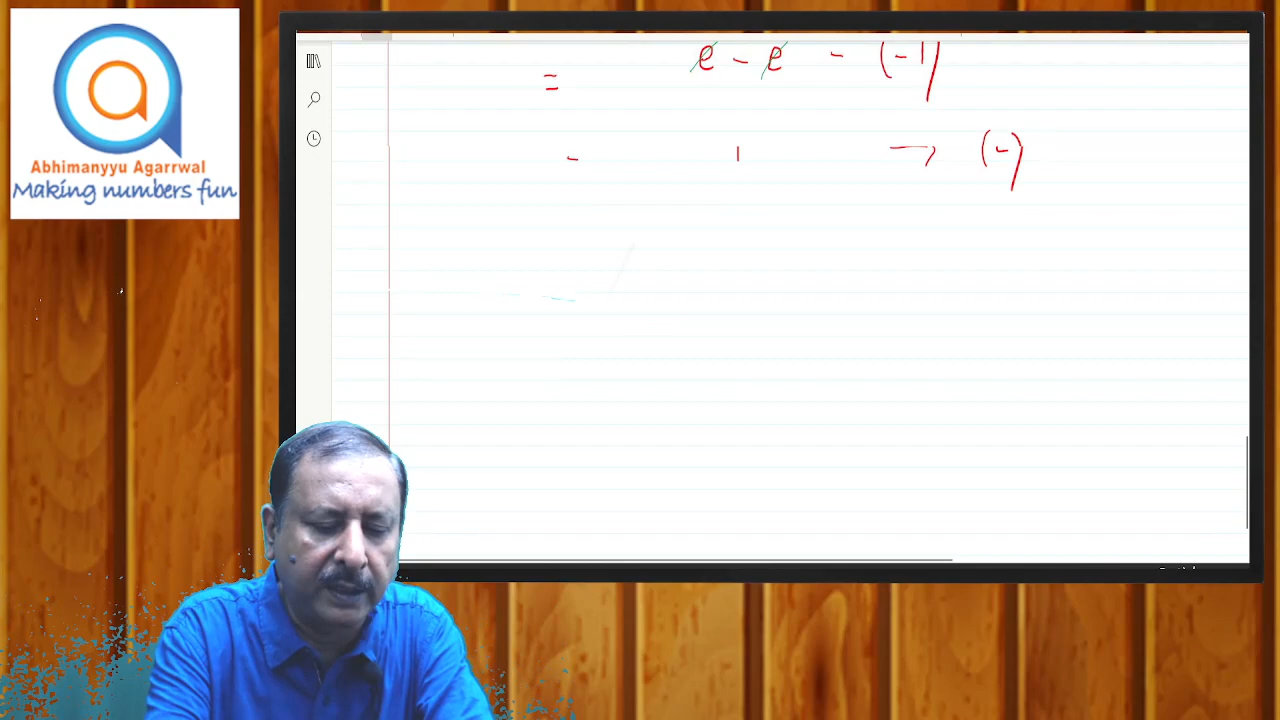 Abhimanyyu Agarrwal
Making numbers fun
= e - e - (-1)
- 1 → (-)